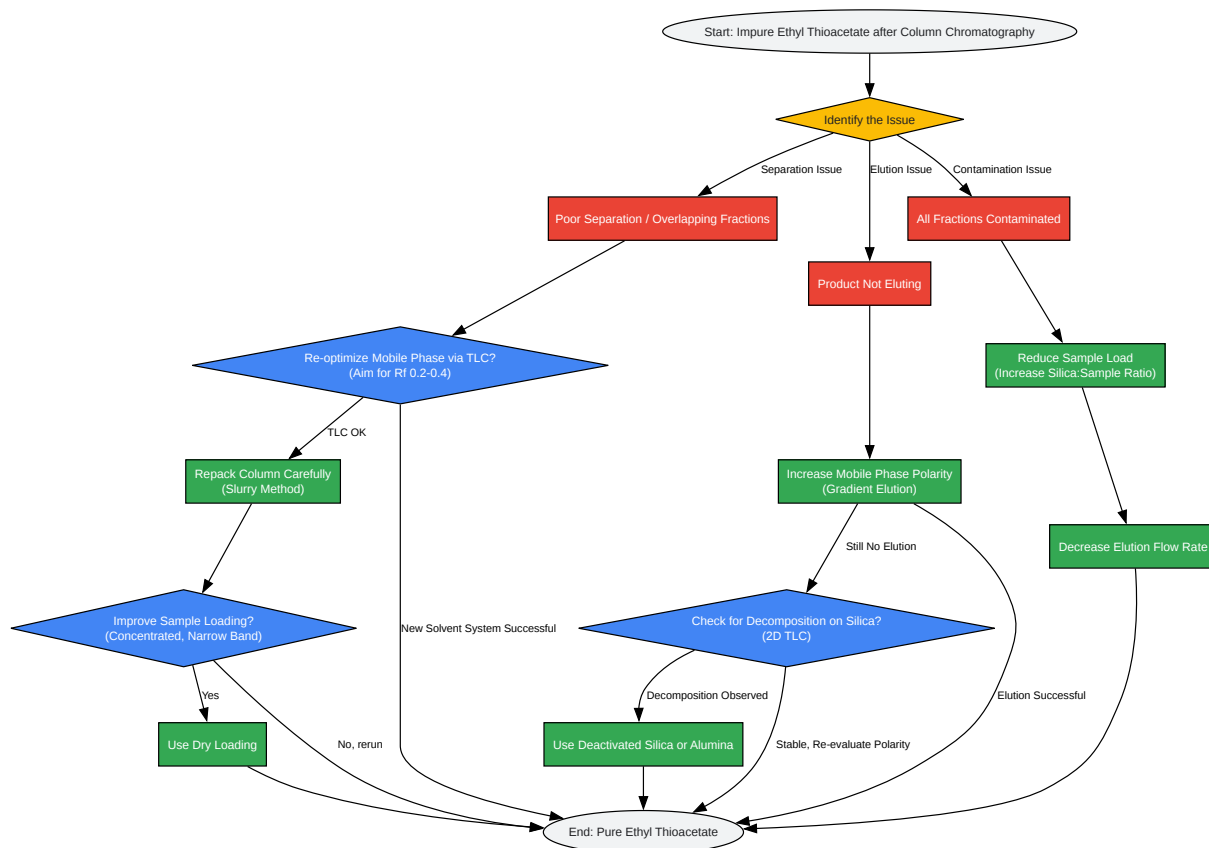 Start: Impure Ethyl Thioacetate after Column Chromatography
Identify the Issue
Separation Issue
Elution Issue
Contamination Issue
Poor Separation / Overlapping Fractions
All Fractions Contaminated
Product Not Eluting
Re-optimize Mobile Phase via TLC?
(Aim for Rf 0.2-0.4)
Reduce Sample Load
(Increase Silica:Sample Ratio)
TLC OK
Repack Column Carefully
(Slurry Method)
Increase Mobile Phase Polarity
(Gradient Elution)
Still No Elution
Decrease Elution Flow Rate
Improve Sample Loading?
(Concentrated, Narrow Band)
New Solvent System Successful
Check for Decomposition on Silica?
(2D TLC)
Yes
Decomposition Observed
Elution Successful
Use Dry Loading
No, rerun
Use Deactivated Silica or Alumina
Stable, Re-evaluate Polarity
End: Pure Ethyl Thioacetate